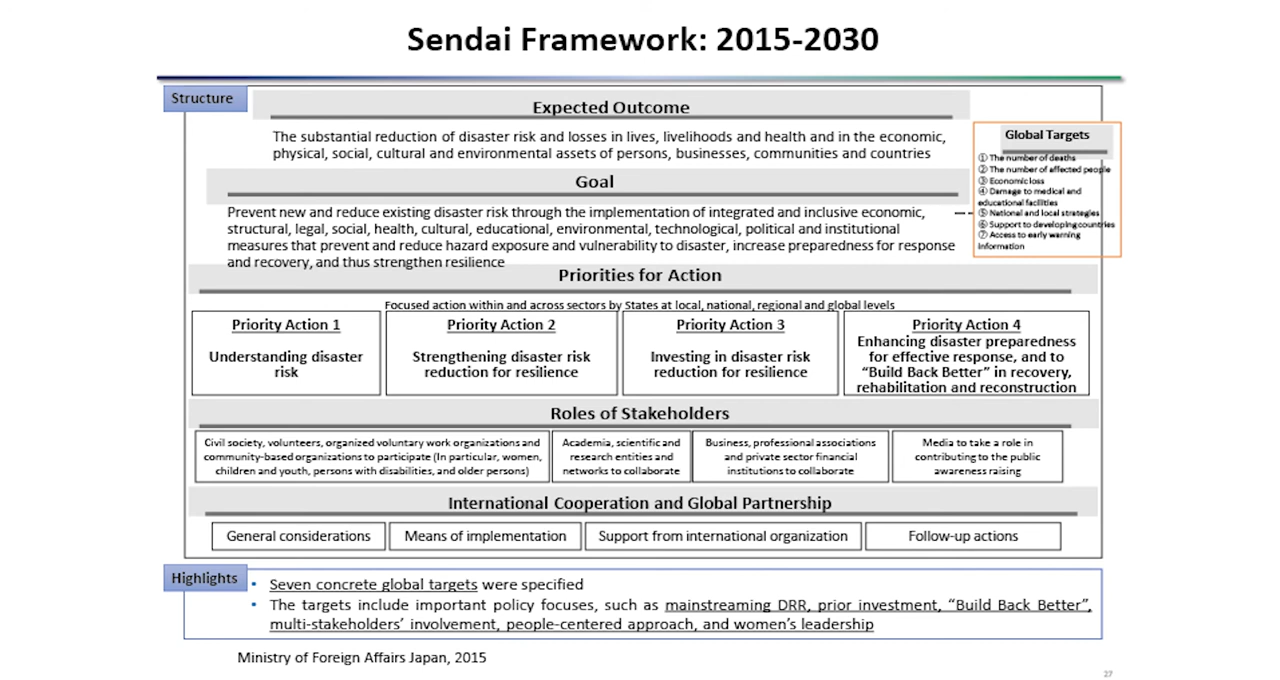 Sendai Framework: 2015-2030
Structure
Expected Outcome
The substantial reduction of disaster risk and losses in lives, livelihoods and health and in the economic,
physical, social, cultural and environmental assets of persons, businesses, communities and countries
Global Targets
① The number of deaths
② The number of affected people
③ Economic loss
④ Damage to medical and
educational facilities
⑤ National and local strategies
⑥ Support to developing countries
⑦ Access to early warning
information
Goal
Prevent new and reduce existing disaster risk through the implementation of integrated and inclusive economic,
structural, legal, social, health, cultural, educational, environmental, technological, political and institutional
measures that prevent and reduce hazard exposure and vulnerability to disaster, increase preparedness for response
and recovery, and thus strengthen resilience
Priorities for Action
Focused action within and across sectors by States at local, national, regional and global levels
Priority Action 1
Understanding disaster
risk
Priority Action 2
Strengthening disaster risk
reduction for resilience
Priority Action 3
Investing in disaster risk
reduction for resilience
Priority Action 4
Enhancing disaster preparedness
for effective response, and to
“Build Back Better” in recovery,
rehabilitation and reconstruction
Roles of Stakeholders
Civil society, volunteers, organized voluntary work organizations and
community-based organizations to participate (In particular, women,
children and youth, persons with disabilities, and older persons)
Academia, scientific and
research entities and
networks to collaborate
Business, professional associations
and private sector financial
institutions to collaborate
Media to take a role in
contributing to the public
awareness raising
International Cooperation and Global Partnership
General considerations
Means of implementation
Support from international organization
Follow-up actions
Highlights
• Seven concrete global targets were specified
• The targets include important policy focuses, such as mainstreaming DRR, prior investment, “Build Back Better”,
multi-stakeholders’ involvement, people-centered approach, and women’s leadership
Ministry of Foreign Affairs Japan, 2015
27